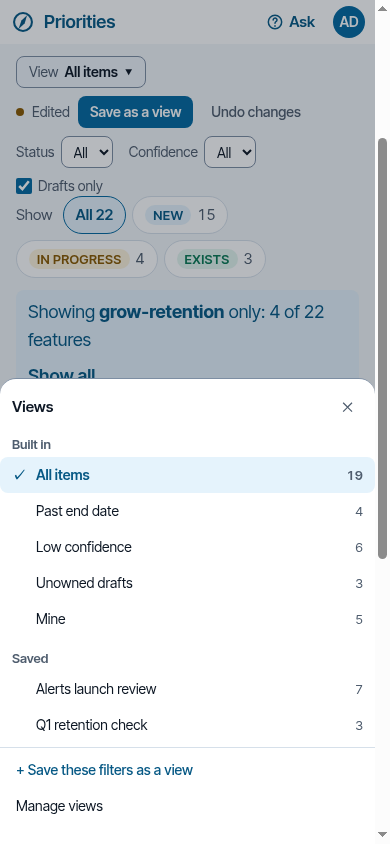 Priorities
Ask
AD
View All items ▼
Edited
Save as a view
Undo changes
Status All
Confidence All
Drafts only
Show
All 22
NEW 15
IN PROGRESS 4
EXISTS 3
Showing grow-retention only: 4 of 22
features
Show all
Views
Built in
✓ All items 19
Past end date 4
Low confidence 6
Unowned drafts 3
Mine 5
Saved
Alerts launch review 7
Q1 retention check 3
+ Save these filters as a view
Manage views